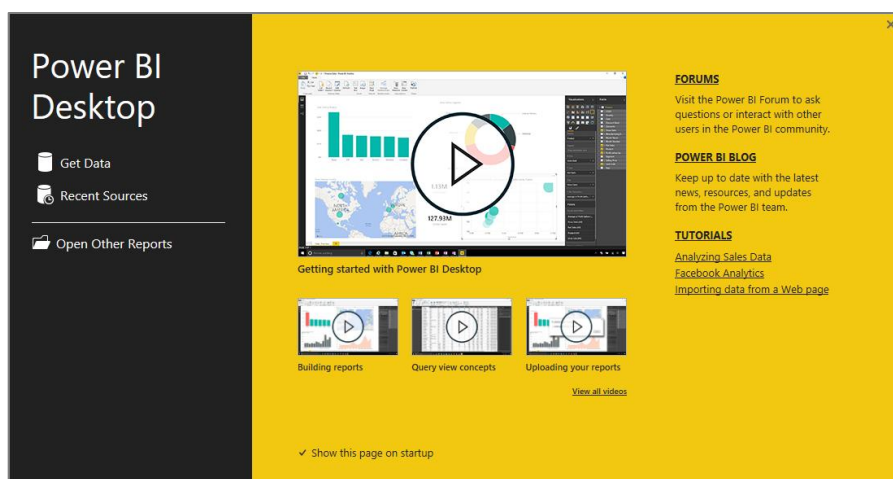 Power BI
Desktop
Get Data
Recent Sources
Open Other Reports
127.93M
Getting started with Power BI Desktop
Building reports
Query view concepts
Uploading your reports
View all videos
Show this page on startup
FORUMS
Visit the Power BI Forum to ask
questions or interact with other
users in the Power BI community.
POWER BI BLOG
Keep up to date with the latest
news, resources, and updates
from the Power BI team.
TUTORIALS
Analyzing Sales Data
Facebook Analytics
Importing data from a Web page